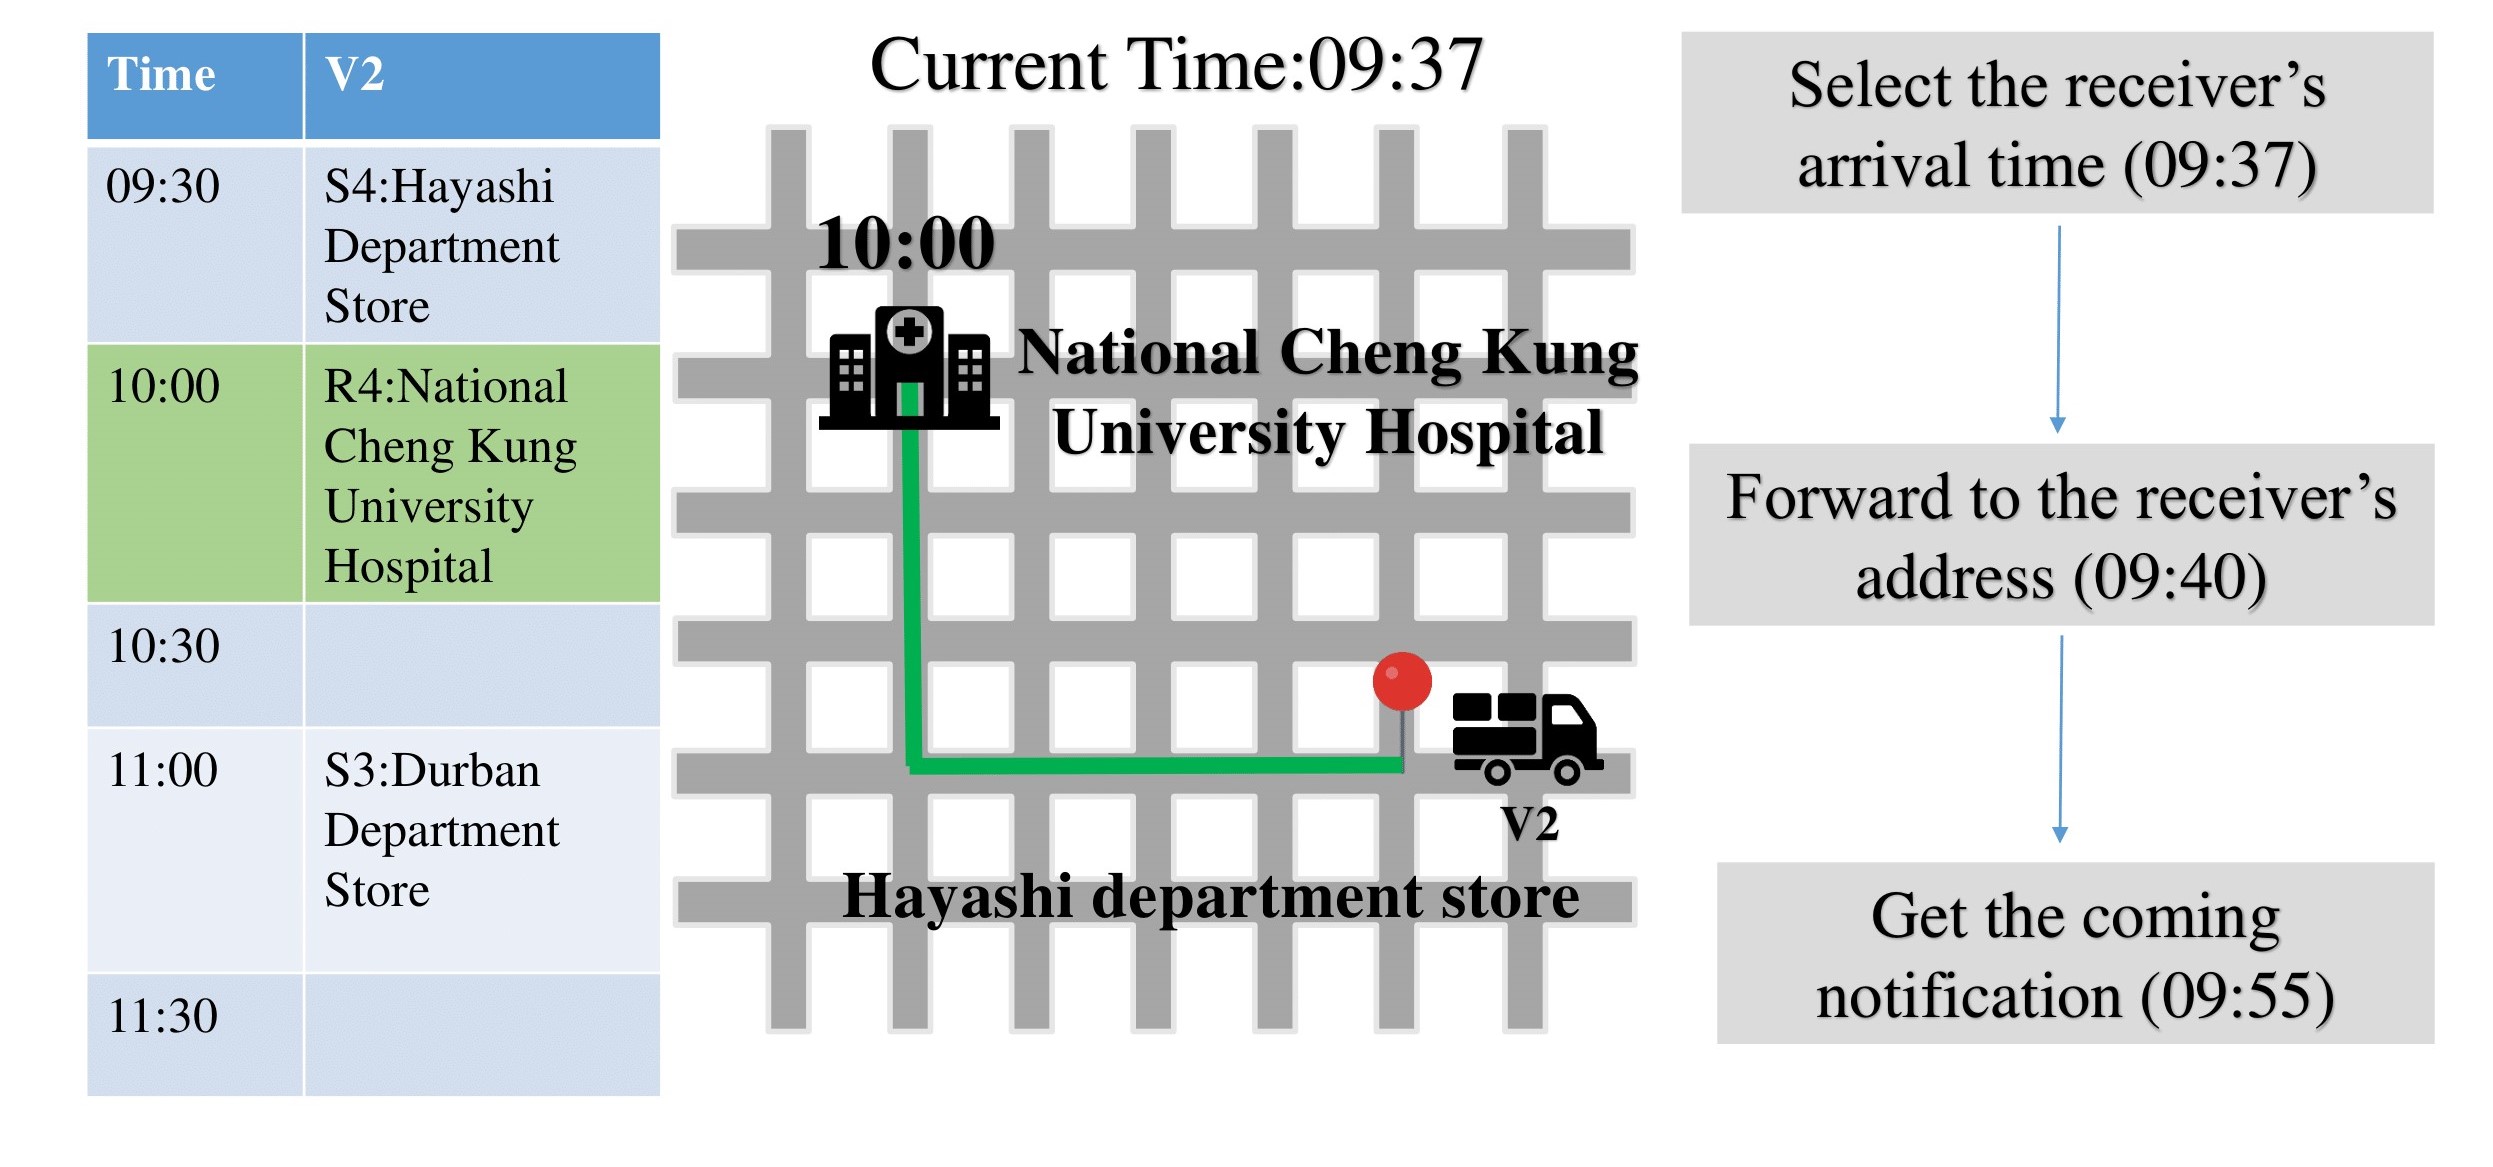 Time
V2
09:30
S4:Hayashi
Department
Store
10:00
R4:National
Cheng Kung
University
Hospital
10:30
11:00
S3:Durban
Department
Store
11:30
Current Time:09:37
10:00
National Cheng Kung
University Hospital
V2
Hayashi department store
Select the receiver’s
arrival time (09:37)
Forward to the receiver’s
address (09:40)
Get the coming
notification (09:55)